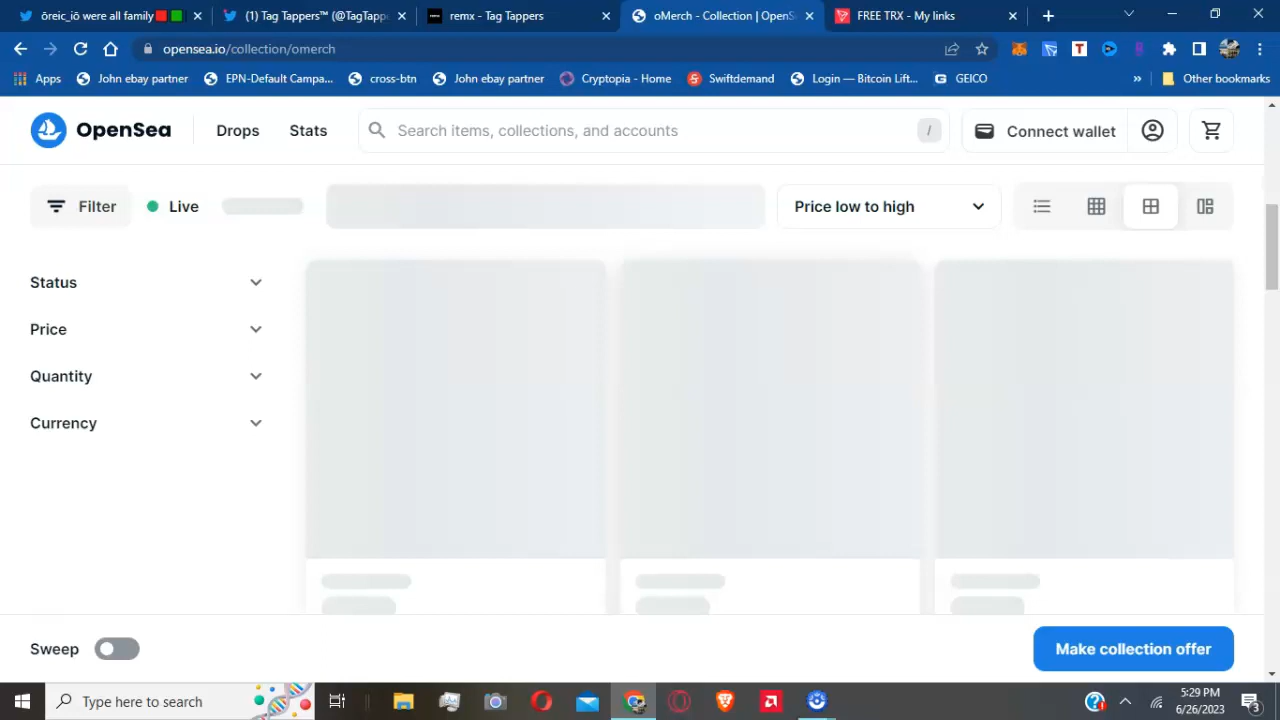 ōreic_iō were all family
(1) Tag Tappers™ (@TagTapp
remx - Tag Tappers
oMerch - Collection | OpenS
FREE TRX - My links
opensea.io/collection/omerch
Apps
John ebay partner
EPN-Default Campa...
cross-btn
John ebay partner
Cryptopia - Home
Swiftdemand
Login — Bitcoin Lift...
GEICO
»
Other bookmarks
OpenSea
Drops
Stats
Search items, collections, and accounts
/
Connect wallet
Filter
Live
Price low to high
Status
Price
Quantity
Currency
Sweep
Make collection offer
Type here to search
5:29 PM
6/26/2023
3